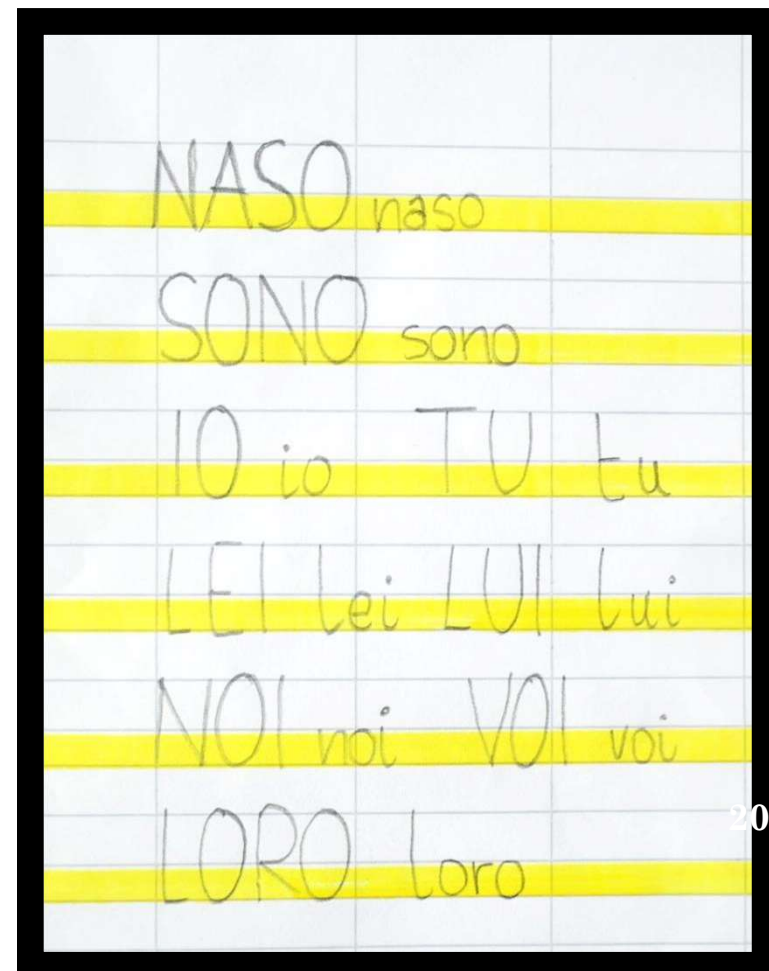 NASO naso
SONO sono
IO io TU tu
LEI lei LUI lui
NOI noi VOI voi
20
LORO loro